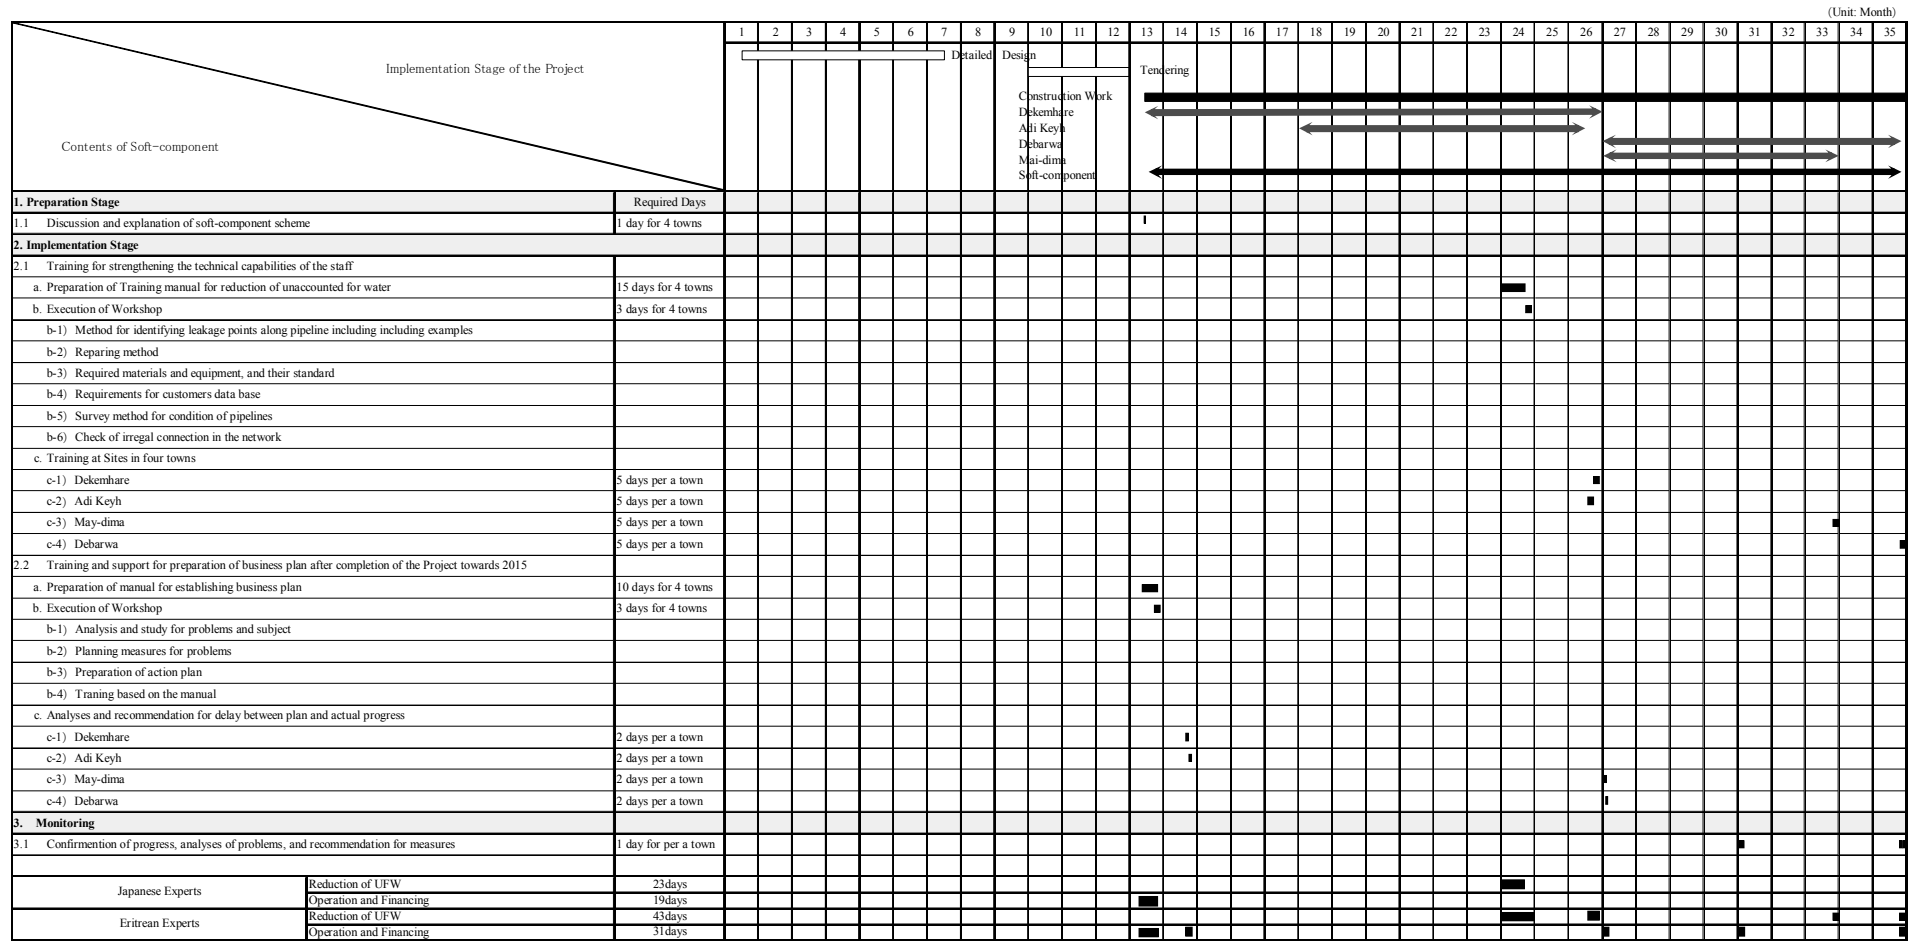 (Unit: Month)
1 2 3 4 5 6 7 8 9 10 11 12 13 14 15 16 17 18 19 20 21 22 23 24 25 26 27 28 29 30 31 32 33 34 35
Implementation Stage of the Project
Contents of Soft-component
Detailed Design
Tendering
Construction Work
Dekemhare
Adi Keyh
Debarwa
Mai-dima
Soft-component
1. Preparation Stage Required Days
1.1 Discussion and explanation of soft-component scheme 1 day for 4 towns
2. Implementation Stage
2.1 Training for strengthening the technical capabilities of the staff
a. Preparation of Training manual for reduction of unaccounted for water 15 days for 4 towns
b. Execution of Workshop 3 days for 4 towns
b-1) Method for identifying leakage points along pipeline including including examples
b-2) Reparing method
b-3) Required materials and equipment, and their standard
b-4) Requirements for customers data base
b-5) Survey method for condition of pipelines
b-6) Check of irregal connection in the network
c. Training at Sites in four towns
c-1) Dekemhare 5 days per a town
c-2) Adi Keyh 5 days per a town
c-3) May-dima 5 days per a town
c-4) Debarwa 5 days per a town
2.2 Training and support for preparation of business plan after completion of the Project towards 2015
a. Preparation of manual for establishing business plan 10 days for 4 towns
b. Execution of Workshop 3 days for 4 towns
b-1) Analysis and study for problems and subject
b-2) Planning measures for problems
b-3) Preparation of action plan
b-4) Traning based on the manual
c. Analyses and recommendation for delay between plan and actual progress
c-1) Dekemhare 2 days per a town
c-2) Adi Keyh 2 days per a town
c-3) May-dima 2 days per a town
c-4) Debarwa 2 days per a town
3. Monitoring
3.1 Confirmention of progress, analyses of problems, and recommendation for measures 1 day for per a town
Japanese Experts
Reduction of UFW 23days
Operation and Financing 19days
Eritrean Experts
Reduction of UFW 43days
Operation and Financing 31days